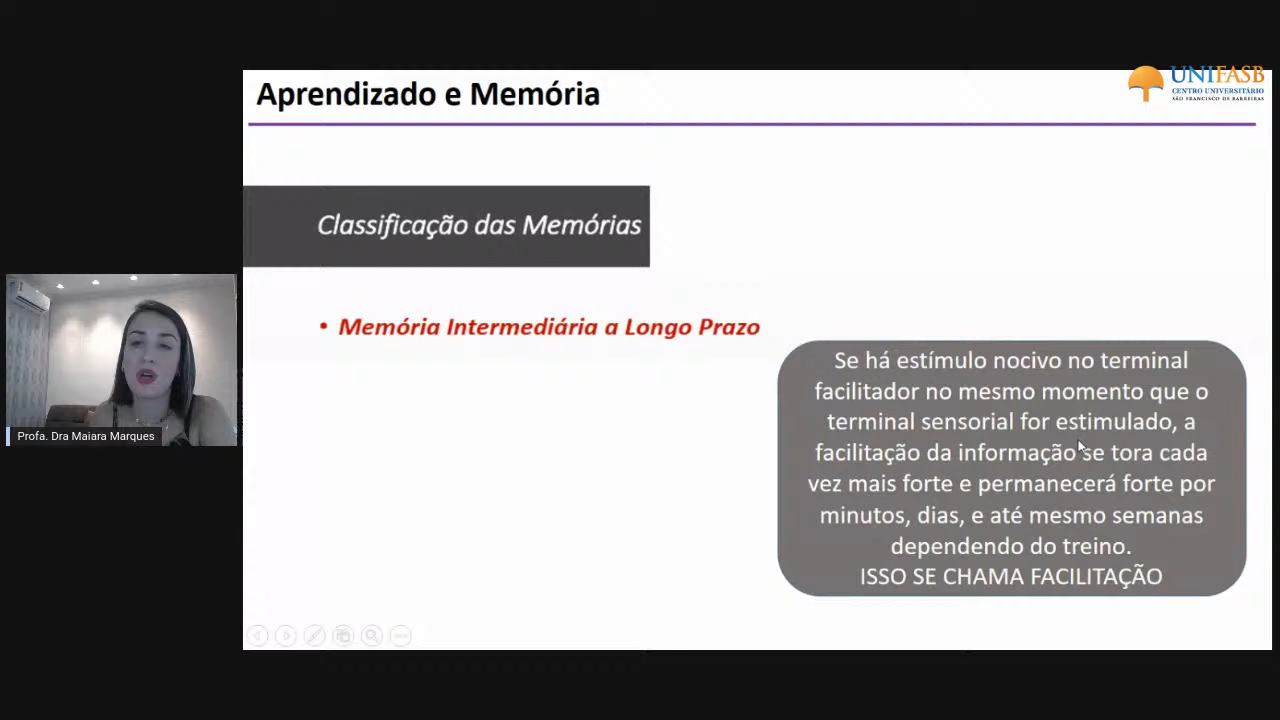 Aprendizado e Memória
UNIFASB
CENTRO UNIVERSITÁRIO
SÃO FRANCISCO DE BARREIRAS
Classificação das Memórias
• Memória Intermediária a Longo Prazo
Se há estímulo nocivo no terminal
facilitador no mesmo momento que o
terminal sensorial for estimulado, a
facilitação da informação se tora cada
vez mais forte e permanecerá forte por
minutos, dias, e até mesmo semanas
dependendo do treino.
ISSO SE CHAMA FACILITAÇÃO
Profa. Dra Maiara Marques